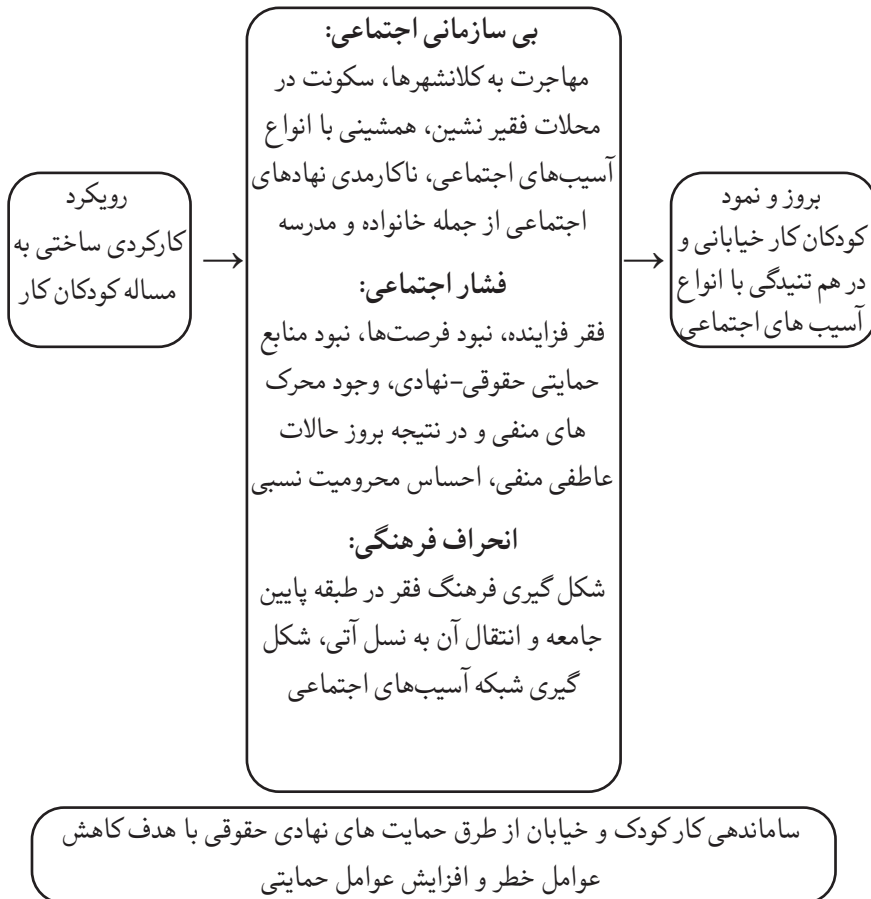 رویکرد
کارکردی ساختی به
مساله کودکان کار
→
بی سازمانی اجتماعی:
مهاجرت به کلانشهرها، سکونت در
محلات فقیر نشین، همشینی با انواع
آسیب‌های اجتماعی، ناکارمدی نهادهای
اجتماعی از جمله خانواده و مدرسه
فشار اجتماعی:
فقر فزاینده، نبود فرصت‌ها، نبود منابع
حمایتی حقوقی-نهادی، وجود محرک
های منفی و در نتیجه بروز حالات
عاطفی منفی، احساس محرومیت نسبی
انحراف فرهنگی:
شکل گیری فرهنگ فقر در طبقه پایین
جامعه و انتقال آن به نسل آتی، شکل
گیری شبکه آسیب‌های اجتماعی
→
بروز و نمود
کودکان کار خیابانی و
در هم تنیدگی با انواع
آسیب های اجتماعی
ساماندهی کار کودک و خیابان از طرق حمایت های نهادی حقوقی با هدف کاهش
عوامل خطر و افزایش عوامل حمایتی